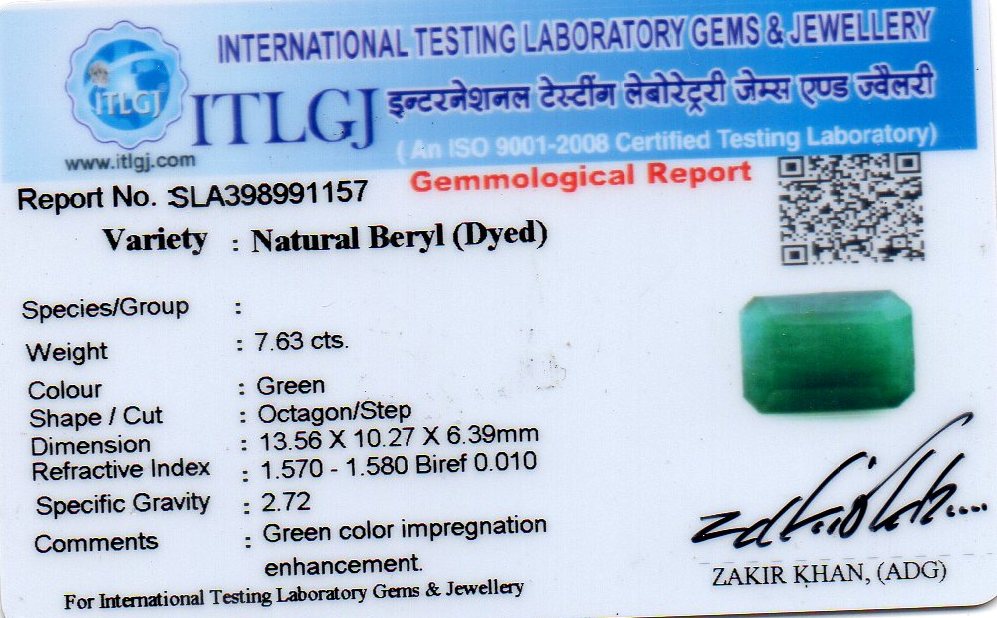 INTERNATIONAL TESTING LABORATORY GEMS & JEWELLERY
ITLGJ
ITLGJ इन्टरनेशनल टेस्टींग लेबोरेट्री जेम्स एण्ड ज्वैलरी
(An ISO 9001-2008 Certified Testing Laboratory)
www.itlgj.com
Gemmological Report
Report No. :SLA398991157
Variety : Natural Beryl (Dyed)
Species/Group :
Weight : 7.63 cts.
Colour : Green
Shape / Cut : Octagon/Step
Dimension : 13.56 X 10.27 X 6.39mm
Refractive Index : 1.570 - 1.580 Biref 0.010
Specific Gravity : 2.72
Comments : Green color impregnation
enhancement.
ZAKIR KHAN, (ADG)
For International Testing Laboratory Gems & Jewellery